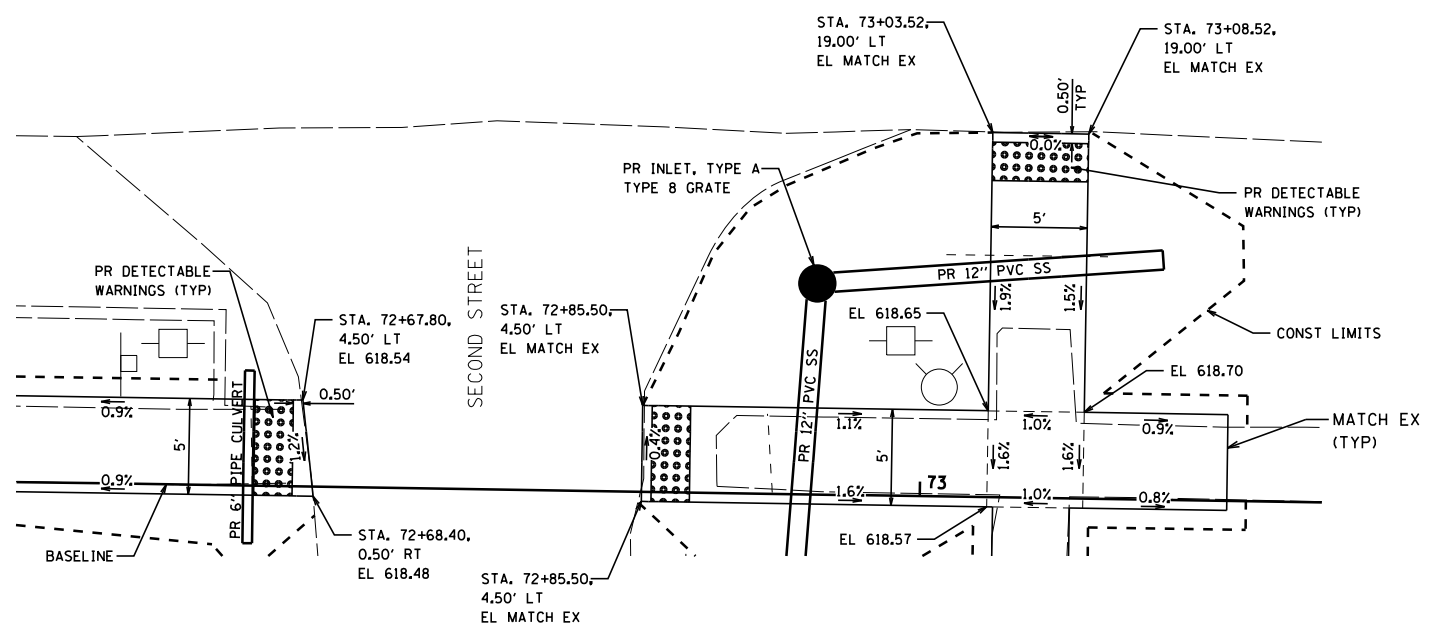 STA. 73+03.52,
19.00' LT
EL MATCH EX
STA. 73+08.52,
19.00' LT
EL MATCH EX
0.50'
TYP
0.0%
PR INLET, TYPE A
TYPE 8 GRATE
PR DETECTABLE
WARNINGS (TYP)
5'
PR 12'' PVC SS
1.9%
1.5%
PR DETECTABLE
WARNINGS (TYP)
SECOND STREET
STA. 72+67.80,
4.50' LT
EL 618.54
STA. 72+85.50,
4.50' LT
EL MATCH EX
EL 618.65
CONST LIMITS
EL 618.70
0.50'
PR 12'' PVC SS
0.9%
5'
PR 6'' PIPE CULVERT
1.2%
0.4%
1.1%
5'
1.0%
0.9%
MATCH EX
(TYP)
1.6%
1.6%
0.9%
1.6%
73
1.0%
0.8%
BASELINE
STA. 72+68.40,
0.50' RT
EL 618.48
EL 618.57
STA. 72+85.50,
4.50' LT
EL MATCH EX